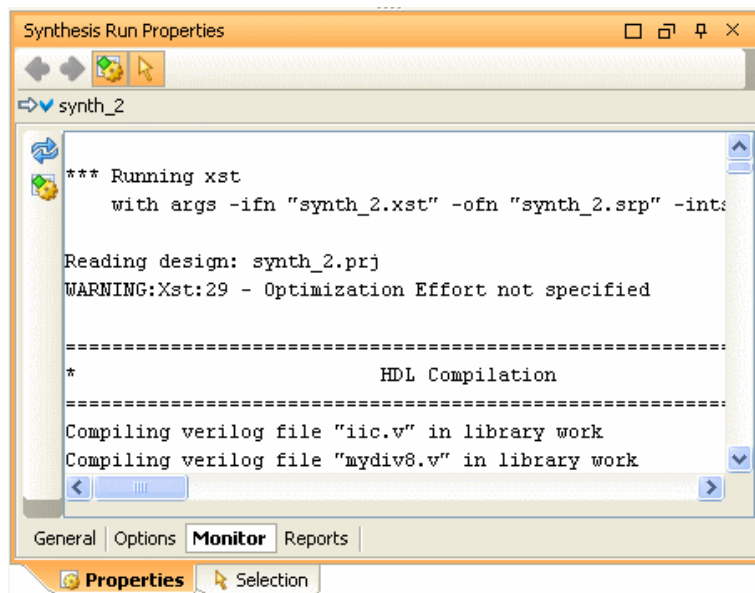 Synthesis Run Properties
synth_2
*** Running xst
with args -ifn "synth_2.xst" -ofn "synth_2.srp" -ints
Reading design: synth_2.prj
WARNING:Xst:29 - Optimization Effort not specified
=========================================================
* HDL Compilation
=========================================================
Compiling verilog file "iic.v" in library work
Compiling verilog file "mydiv8.v" in library work
General Options Monitor Reports
Properties Selection